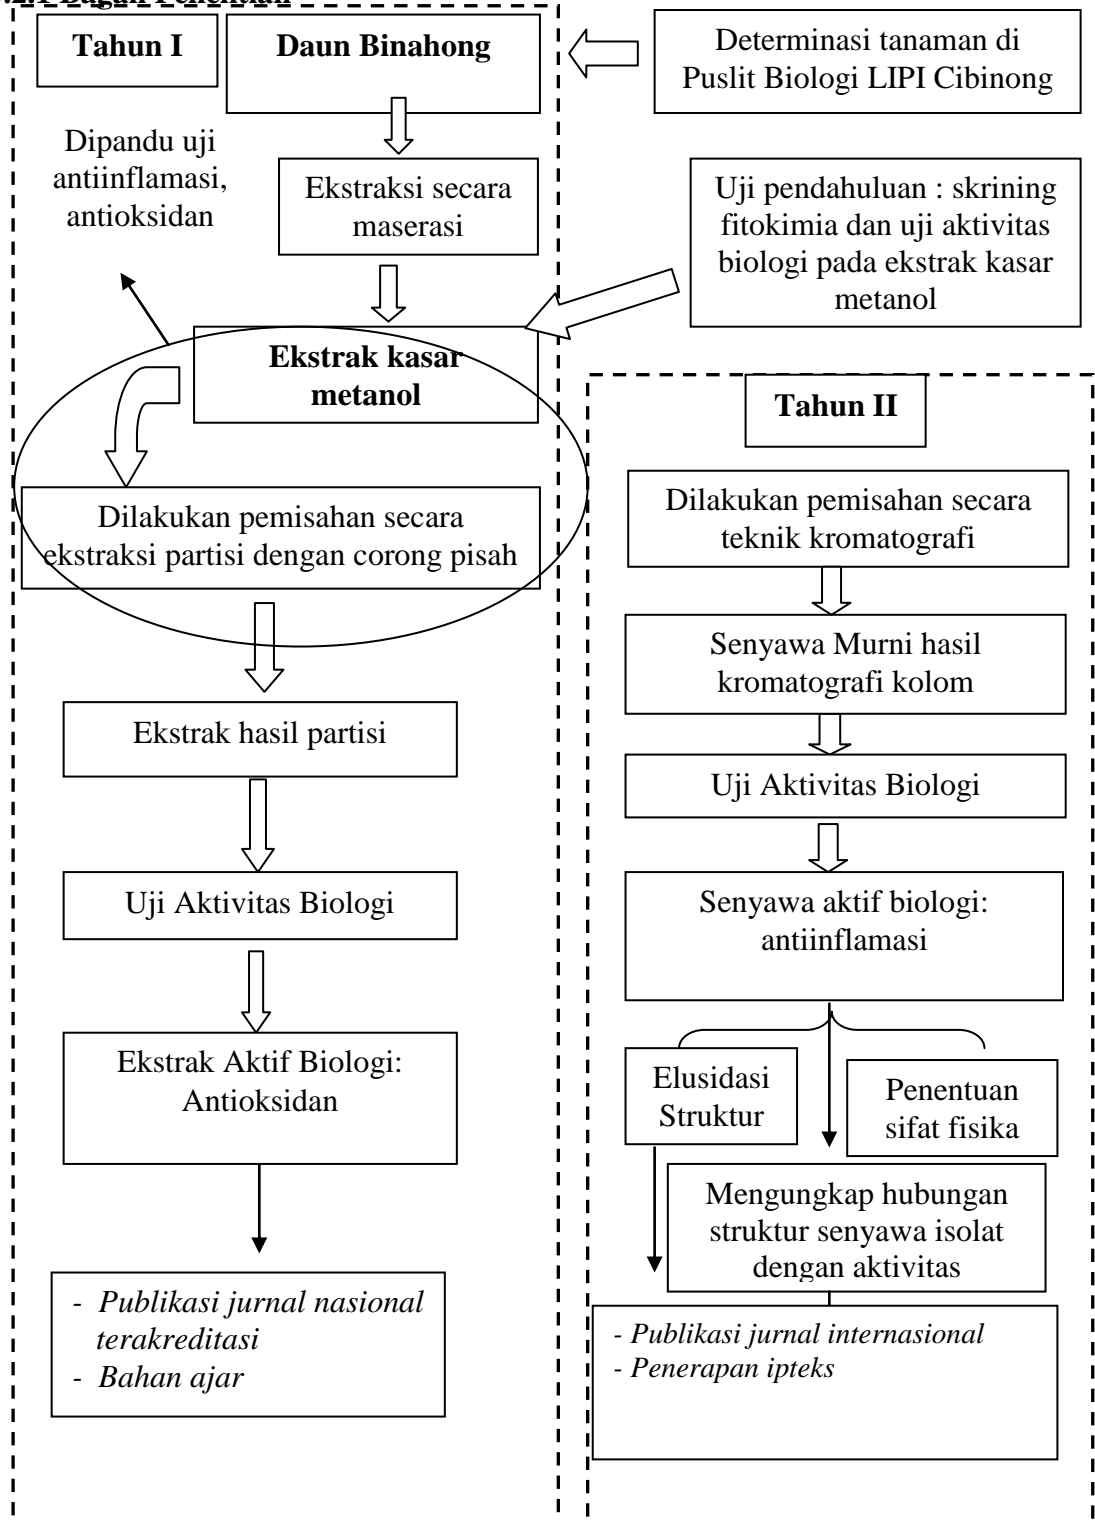 Tahun I
Daun Binahong
Determinasi tanaman di
Puslit Biologi LIPI Cibinong
Dipandu uji
antiinflamasi,
antioksidan
Ekstraksi secara
maserasi
Uji pendahuluan : skrining
fitokimia dan uji aktivitas
biologi pada ekstrak kasar
metanol
Ekstrak kasar
metanol
Dilakukan pemisahan secara
ekstraksi partisi dengan corong pisah
Ekstrak hasil partisi
Uji Aktivitas Biologi
Ekstrak Aktif Biologi:
Antioksidan
- Publikasi jurnal nasional
terakreditasi
- Bahan ajar
Tahun II
Dilakukan pemisahan secara
teknik kromatografi
Senyawa Murni hasil
kromatografi kolom
Uji Aktivitas Biologi
Senyawa aktif biologi:
antiinflamasi
Elusidasi
Struktur
Penentuan
sifat fisika
Mengungkap hubungan
struktur senyawa isolat
dengan aktivitas
- Publikasi jurnal internasional
- Penerapan ipteks